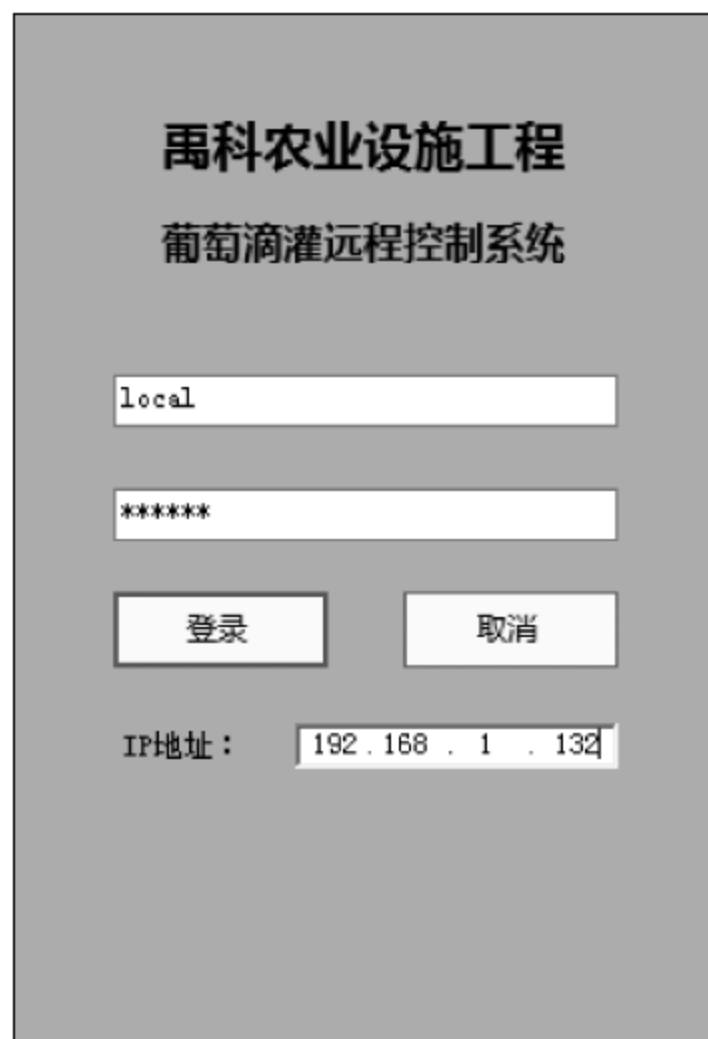 禹科农业设施工程
葡萄滴灌远程控制系统
local
******
登录 取消
IP地址： 192 . 168 . 1 . 132